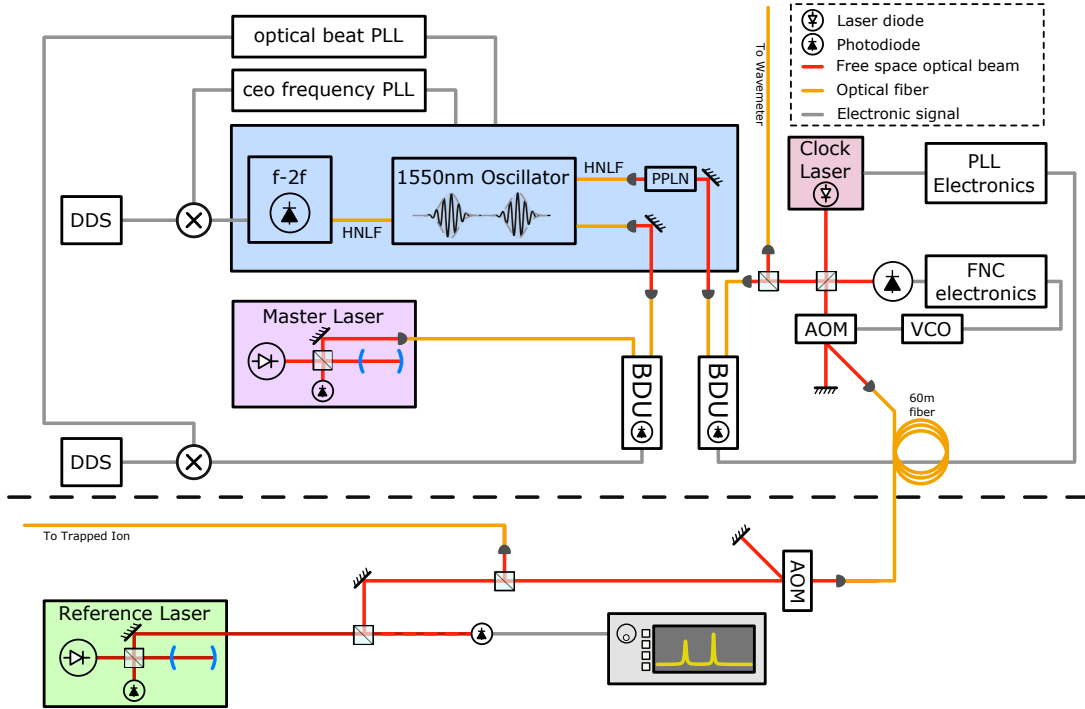 optical beat PLL
ceo frequency PLL
To Wavemeter
Laser diode
Photodiode
Free space optical beam
Optical fiber
Electronic signal
f-2f
1550nm Oscillator
HNLF
PPLN
HNLF
DDS
Clock
Laser
PLL
Electronics
FNC
electronics
AOM
VCO
Master Laser
BDU
BDU
60m
fiber
DDS
To Trapped Ion
AOM
Reference Laser